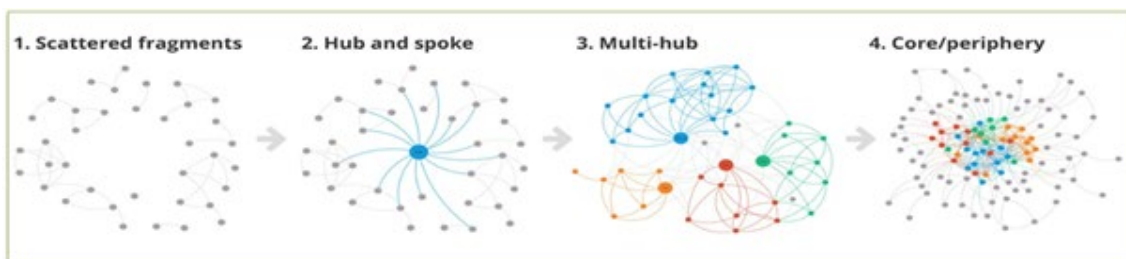 1. Scattered fragments
2. Hub and spoke
3. Multi-hub
4. Core/periphery